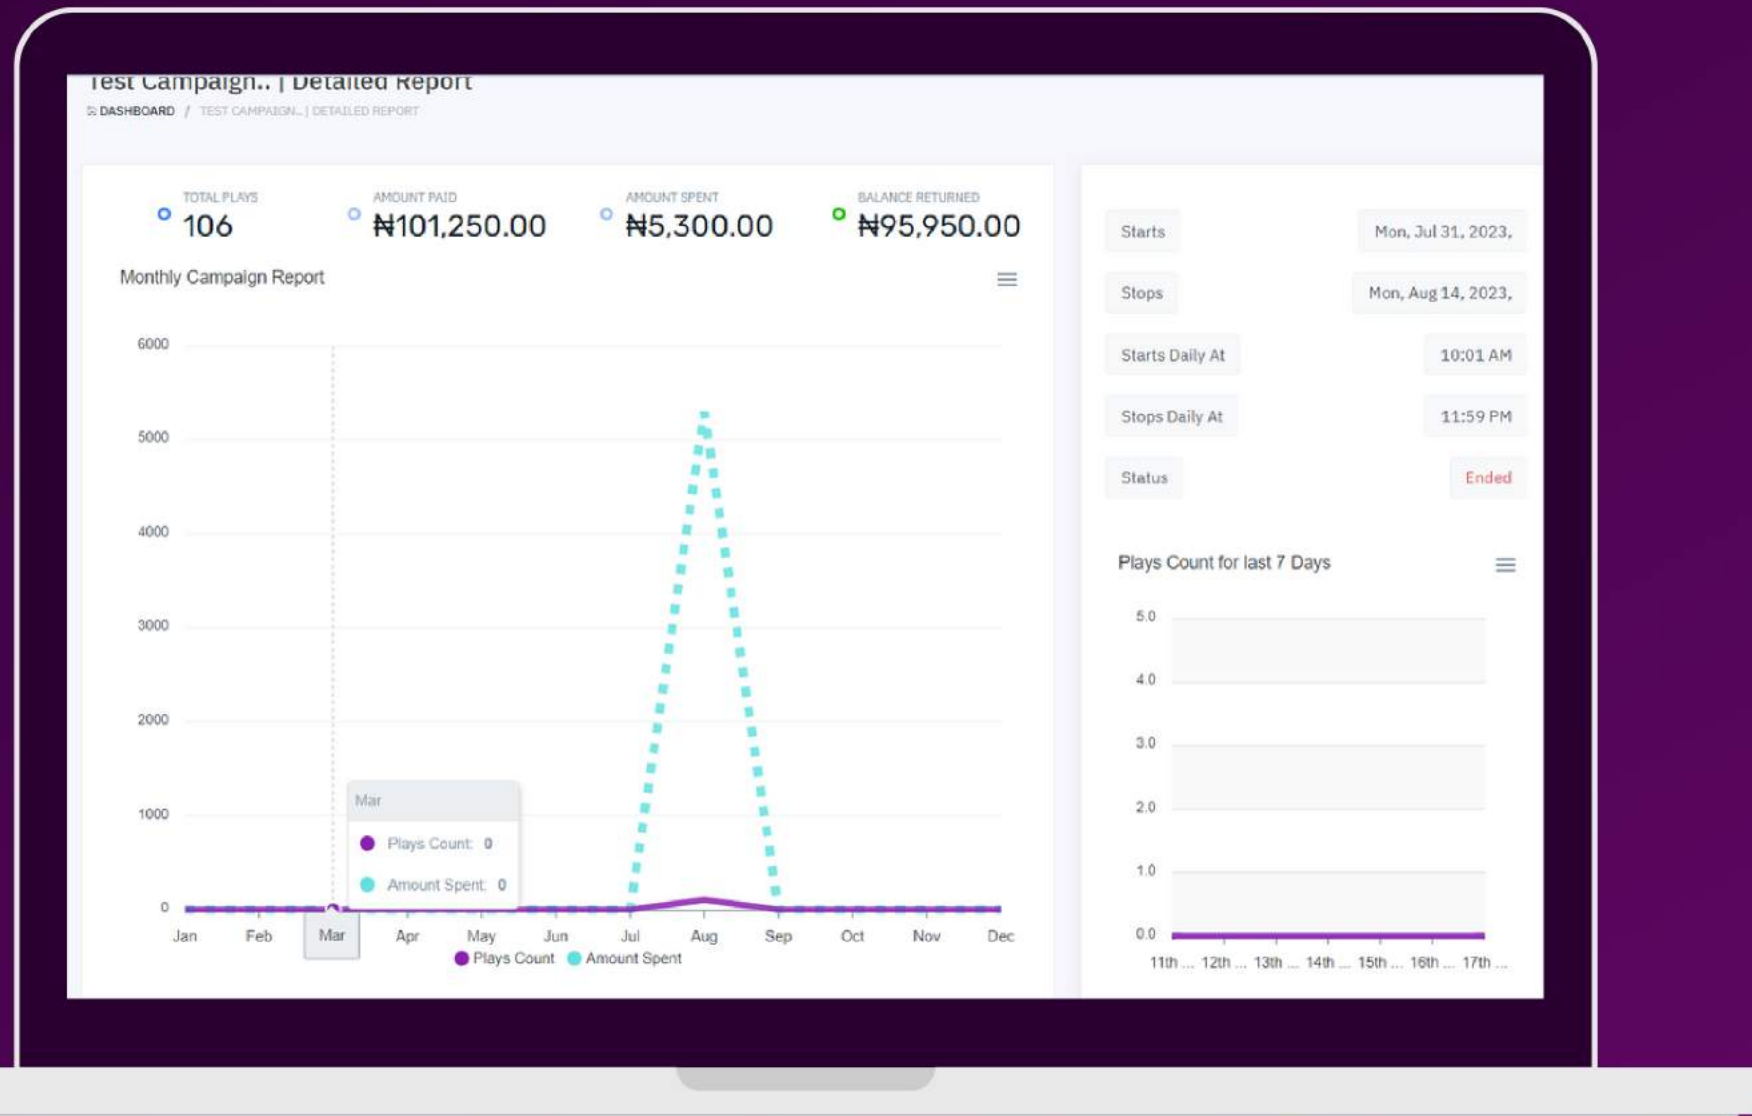 Test Campaign.. | Detailed Report
DASHBOARD / TEST CAMPAIGN.. | DETAILED REPORT
TOTAL PLAYS
106
AMOUNT PAID
₦101,250.00
AMOUNT SPENT
₦5,300.00
BALANCE RETURNED
₦95,950.00
Monthly Campaign Report
6000
5000
4000
3000
2000
1000
0
Mar
Plays Count: 0
Amount Spent: 0
Jan Feb Mar Apr May Jun Jul Aug Sep Oct Nov Dec
Plays Count Amount Spent
Starts Mon, Jul 31, 2023,
Stops Mon, Aug 14, 2023,
Starts Daily At 10:01 AM
Stops Daily At 11:59 PM
Status Ended
Plays Count for last 7 Days
5.0
4.0
3.0
2.0
1.0
0.0
11th ... 12th ... 13th ... 14th ... 15th ... 16th ... 17th ...